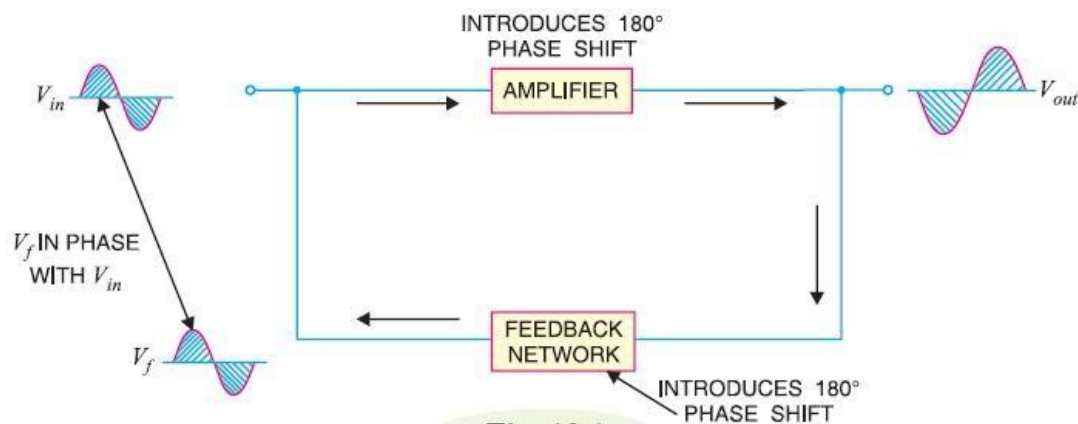 INTRODUCES 180°
PHASE SHIFT
AMPLIFIER
V_in
V_out
V_f IN PHASE
WITH V_in
V_f
FEEDBACK
NETWORK
INTRODUCES 180°
PHASE SHIFT